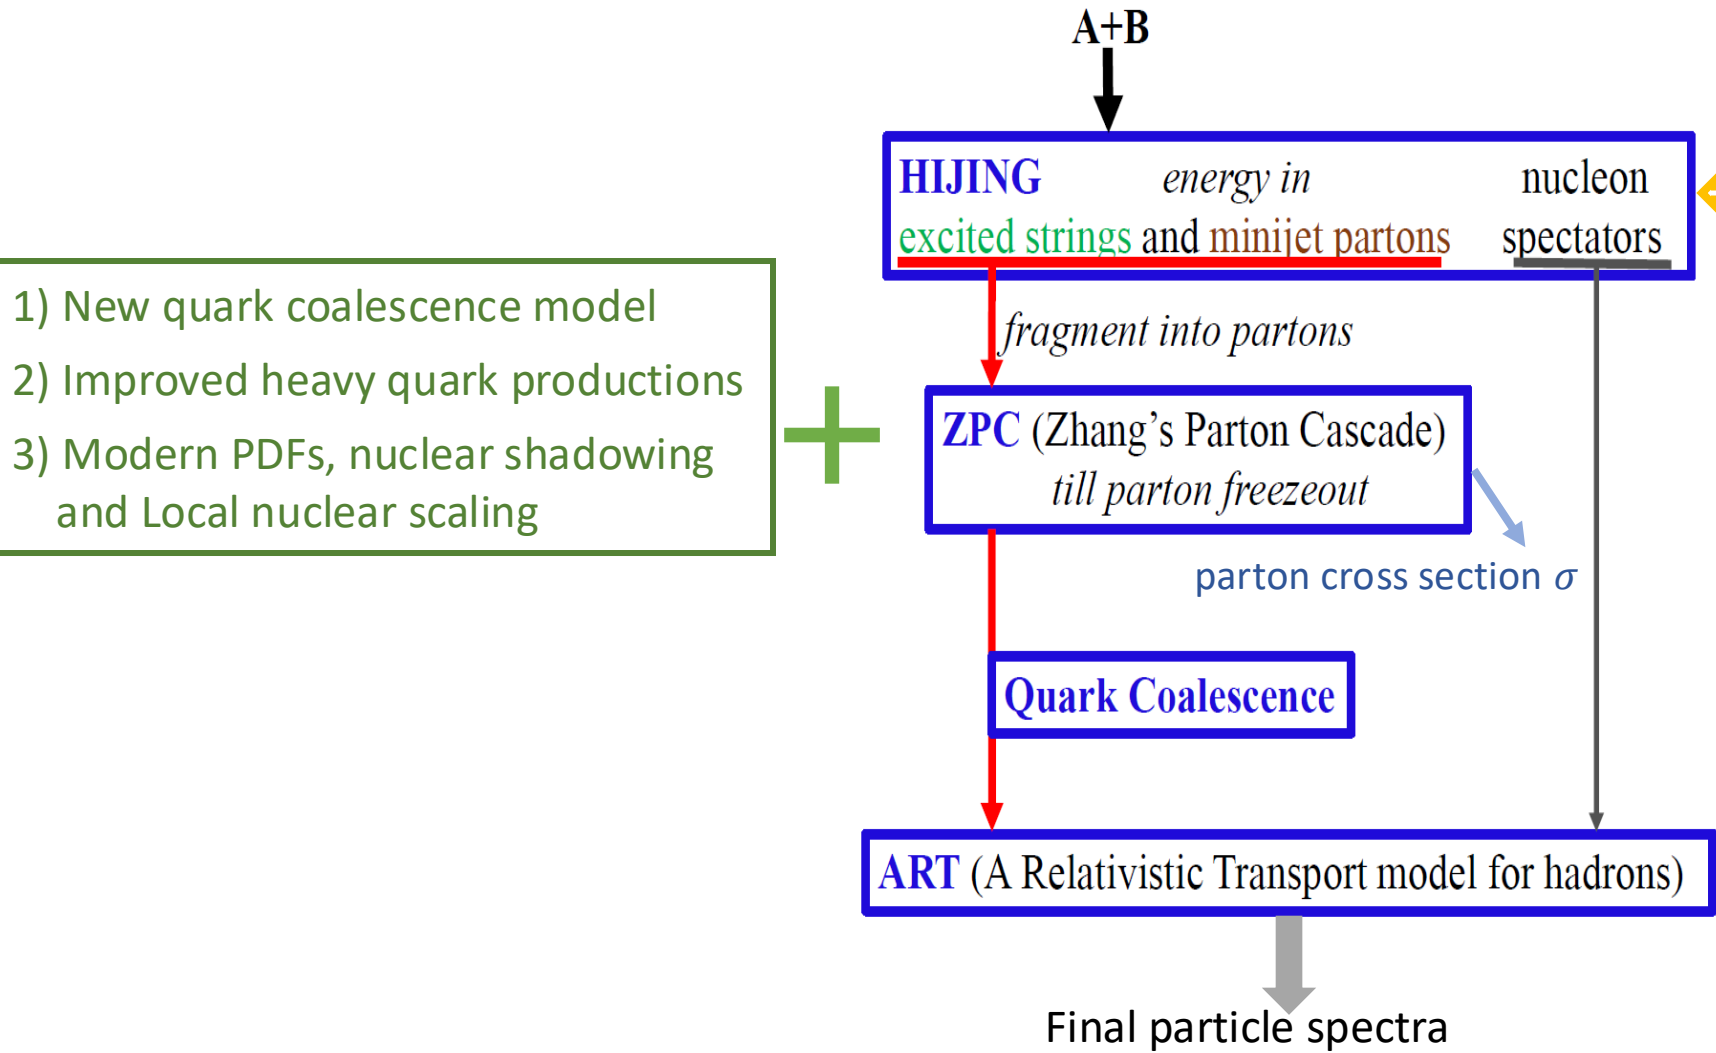 A+B
HIJING energy in nucleon
excited strings and minijet partons spectators
1) New quark coalescence model
2) Improved heavy quark productions
3) Modern PDFs, nuclear shadowing
and Local nuclear scaling
fragment into partons
ZPC (Zhang's Parton Cascade)
till parton freezeout
parton cross section σ
Quark Coalescence
ART (A Relativistic Transport model for hadrons)
Final particle spectra